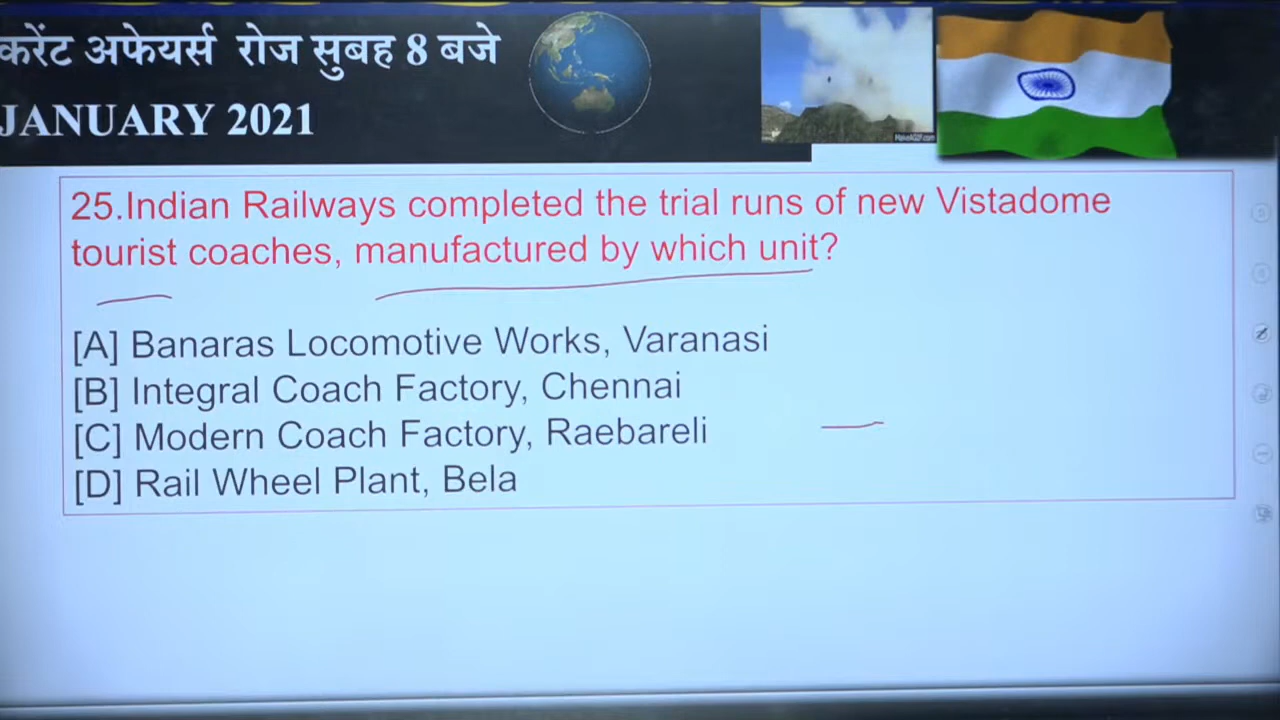 करेंट अफेयर्स रोज सुबह 8 बजे
JANUARY 2021
MakeAGIF.com
25.Indian Railways completed the trial runs of new Vistadome
tourist coaches, manufactured by which unit?
[A] Banaras Locomotive Works, Varanasi
[B] Integral Coach Factory, Chennai
[C] Modern Coach Factory, Raebareli
[D] Rail Wheel Plant, Bela